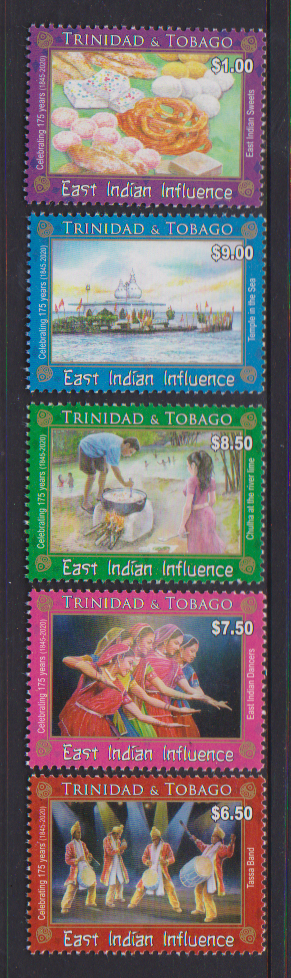 TRINIDAD & TOBAGO
$1.00
Celebrating 175 years (1845-2020)
East Indian Sweets
East Indian Influence
TRINIDAD & TOBAGO
$9.00
Celebrating 175 years (1845-2020)
Temple in the Sea
East Indian Influence
TRINIDAD & TOBAGO
$8.50
Celebrating 175 years (1845-2020)
Chulha at the river lime
East Indian Influence
TRINIDAD & TOBAGO
$7.50
Celebrating 175 years (1845-2020)
East Indian Dancers
East Indian Influence
TRINIDAD & TOBAGO
$6.50
Celebrating 175 years (1845-2020)
Tassa Band
East Indian Influence